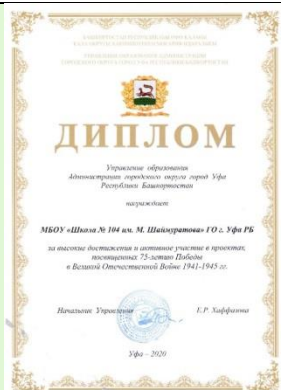 ДИПЛОМ
Управление образования
Администрации городского округа город Уфа
Республики Башкортостан
награждает
МБОУ «Школа № 104 им. М. Шаймуратова» ГО г. Уфа РБ
за высокие достижения и активное участие в проектах,
посвященных 75-летию Победы
в Великой Отечественной Войне 1941-1945 гг.
Начальник Управления
Уфа – 2020